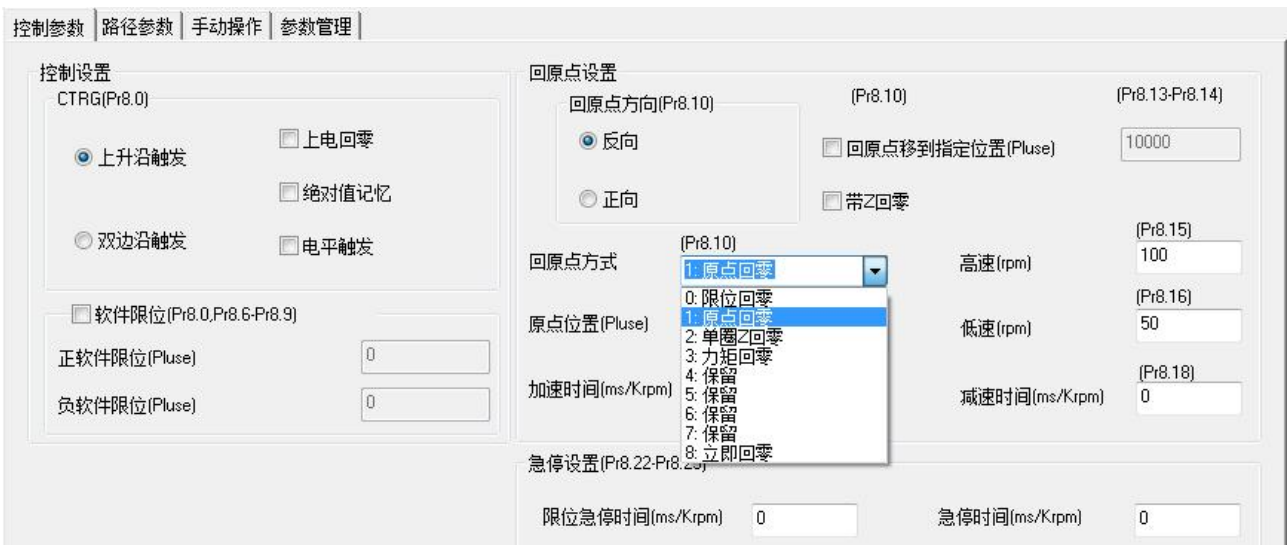 控制参数 路径参数 手动操作 参数管理
控制设置
CTRG(Pr8.0)
上升沿触发
上电回零
绝对值记忆
双边沿触发
电平触发
软件限位(Pr8.0,Pr8.6-Pr8.9)
正软件限位(Pluse) 0
负软件限位(Pluse) 0
回原点设置
回原点方向(Pr8.10)
反向
正向
(Pr8.10) (Pr8.13-Pr8.14)
回原点移到指定位置(Pluse) 10000
带Z回零
(Pr8.10)
回原点方式 1: 原点回零
0: 限位回零
1: 原点回零
2: 单圈Z回零
3: 力矩回零
4: 保留
5: 保留
6: 保留
7: 保留
8: 立即回零
(Pr8.15)
高速(rpm) 100
原点位置(Pluse)
(Pr8.16)
低速(rpm) 50
加速时间(ms/Krpm)
(Pr8.18)
减速时间(ms/Krpm) 0
急停设置(Pr8.22-Pr8.23)
限位急停时间(ms/Krpm) 0
急停时间(ms/Krpm) 0